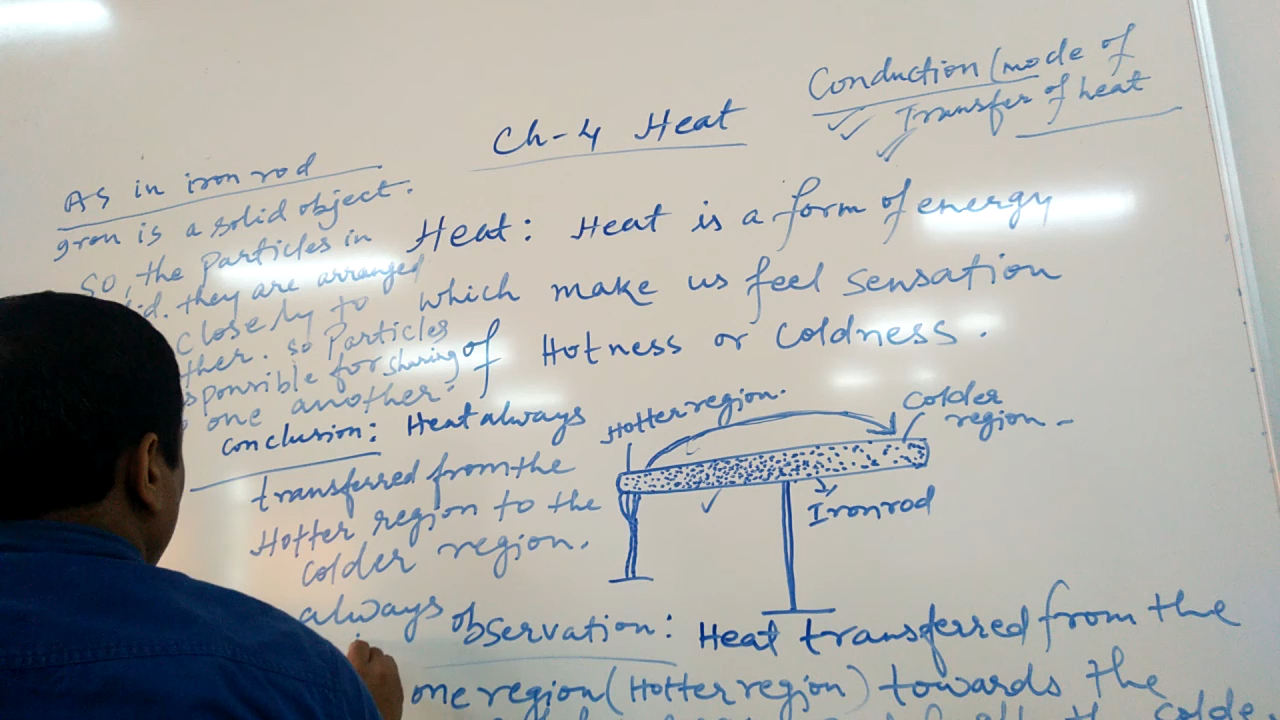 Conduction (mode of
Transfer of heat
Ch-4 Heat
As in iron rod
gron is a solid object.
So, the particles in
they are arranged
closely to
so particles
for sharing
one another.
Heat: Heat is a form of energy
which make us feel sensation
of Hotness or Coldness.
conclusion: Heat always
transferred from the
Hotter region to the
colder region.
always
Hotter region.
Colder
region.
Iron rod
observation: Heat transferred from the
one region (Hotter region) towards the